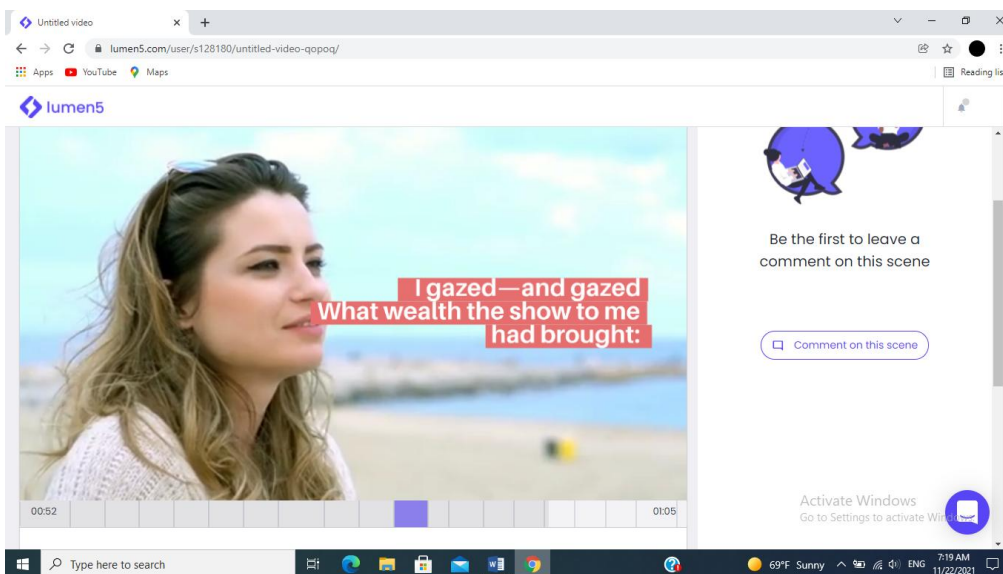 Untitled video
lumen5.com/user/s128180/untitled-video-qopoq/
Apps YouTube Maps
Reading lis
lumen5
I gazed—and gazed
What wealth the show to me
had brought:
00:52
01:05
Be the first to leave a
comment on this scene
Comment on this scene
Activate Windows
Go to Settings to activate
Type here to search
69°F Sunny
ENG
7:19 AM
11/22/2021